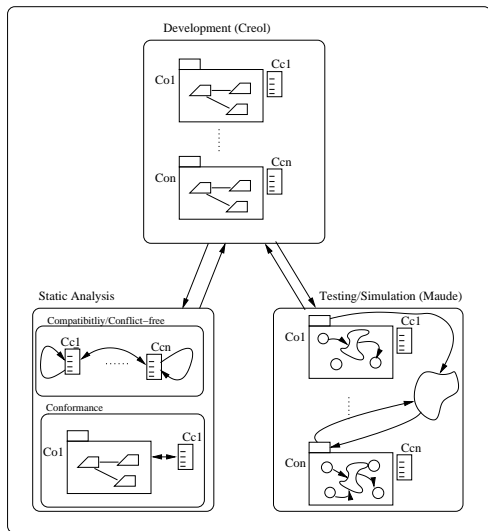 Development (Creol)
Cc1
Co1
Ccn
Con
Static Analysis
Compatibitliy/Conflict-free
Cc1
Ccn
......
Conformance
Co1
Cc1
Testing/Simulation (Maude)
Cc1
Co1
Ccn
Con